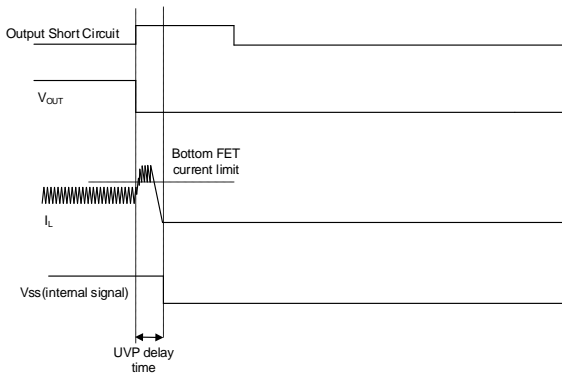 Output Short Circuit
VOUT
Bottom FET
current limit
IL
Vss(internal signal)
UVP delay
time